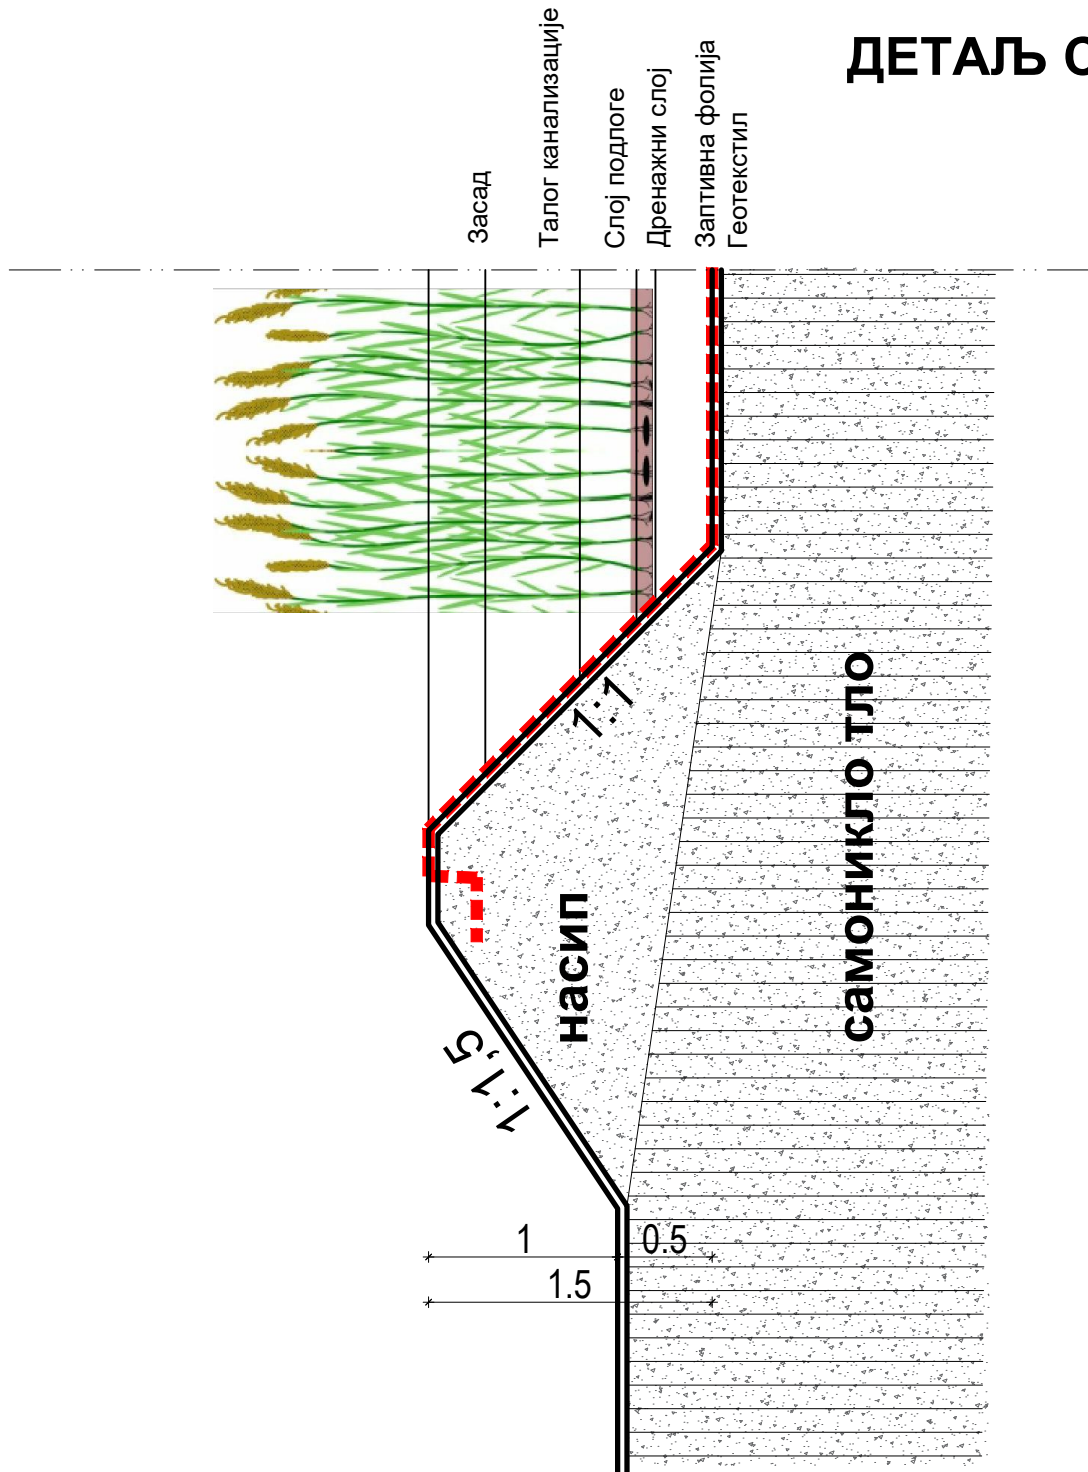 ДЕТАЉ С
Засад
Талог канализације
Слој подлоге
Дренажни слој
Заптивна фолија
Геотекстил
1:1
насип
самоникло тло
1:1,5
1
0.5
1.5